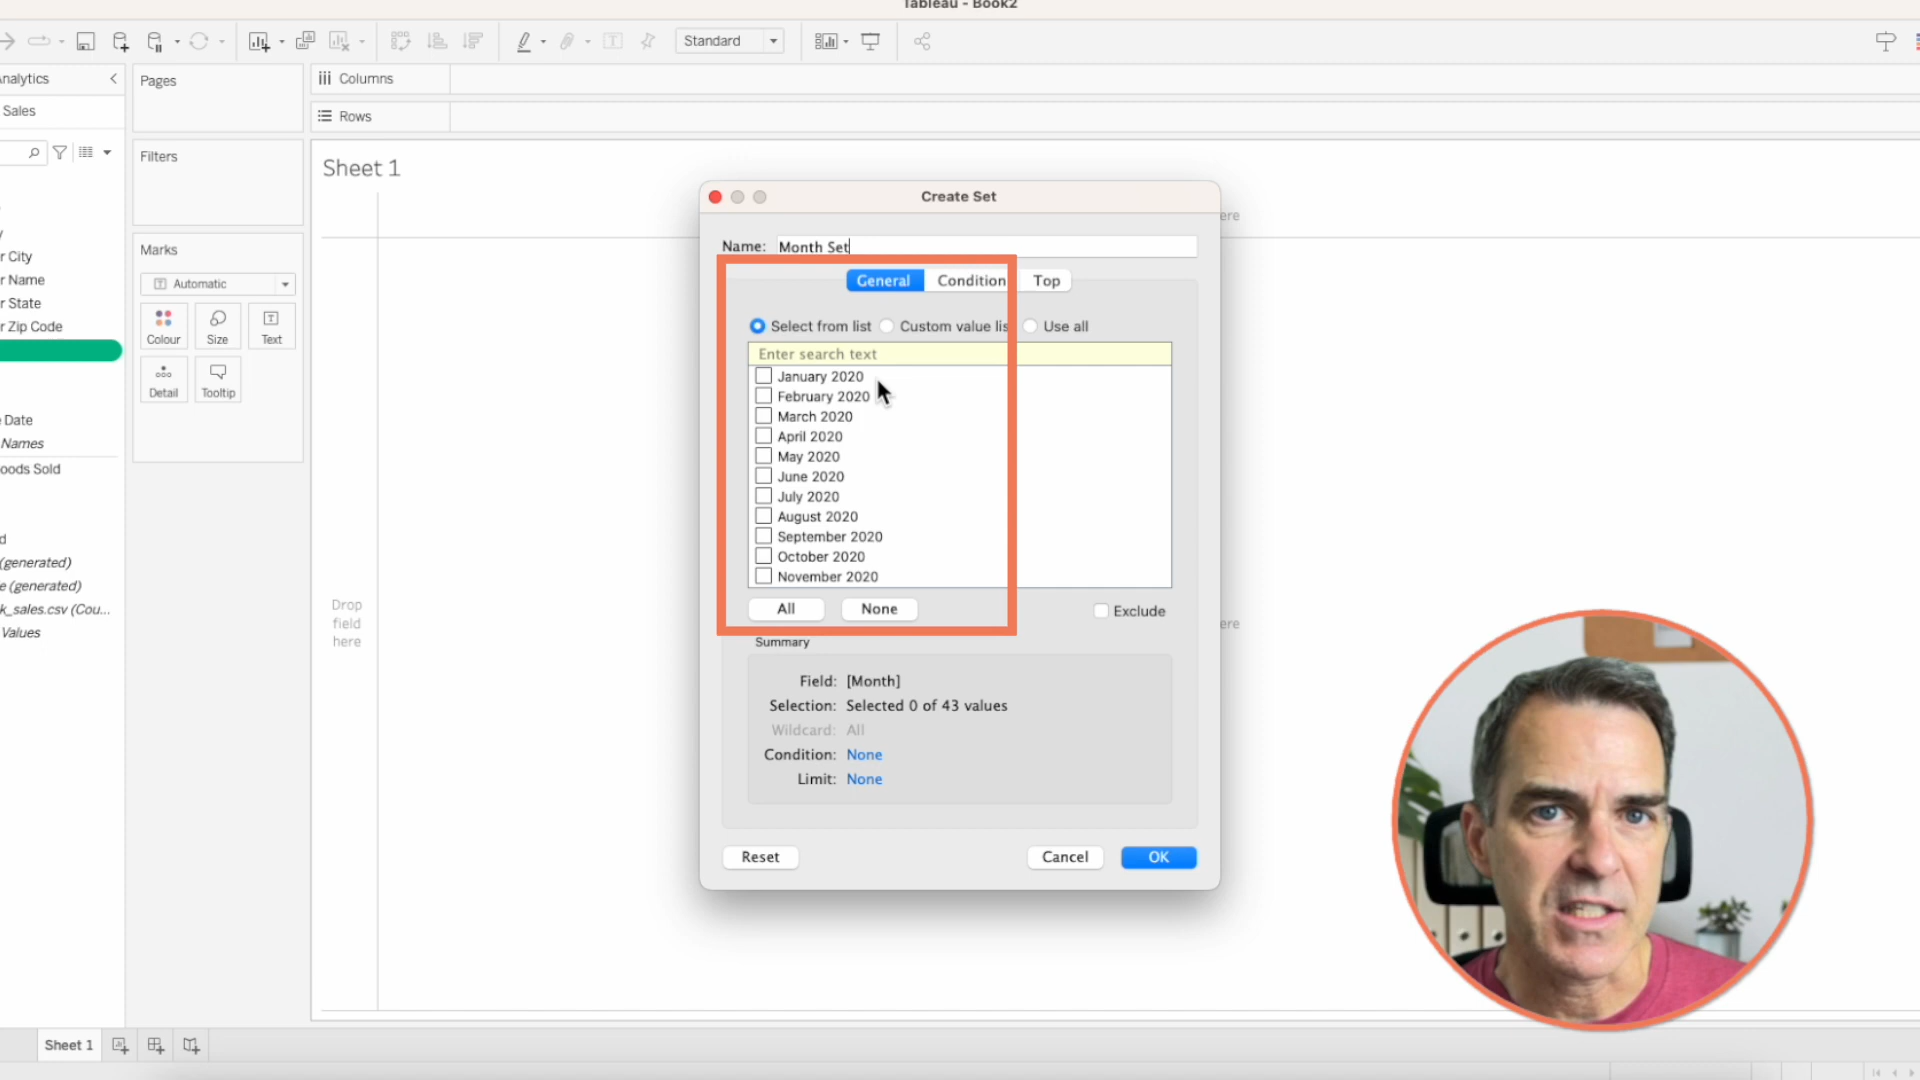 Tableau - Book2
Standard
Analytics
Pages
Columns
Sales
Rows
Filters
Sheet 1
Create Set
Name: Month Set
General Condition Top
Marks
Automatic
Colour Size Text
Detail Tooltip
Select from list Custom value lis Use all
Enter search text
January 2020
February 2020
March 2020
April 2020
May 2020
June 2020
July 2020
August 2020
September 2020
October 2020
November 2020
All None Exclude
Summary
Field: [Month]
Selection: Selected 0 of 43 values
Wildcard: All
Condition: None
Limit: None
Reset Cancel OK
y
r City
r Name
r State
r Zip Code
e Date
Names
oods Sold
d
(generated)
e (generated)
k_sales.csv (Cou...
Values
Drop
field
here
ere
ere
Sheet 1